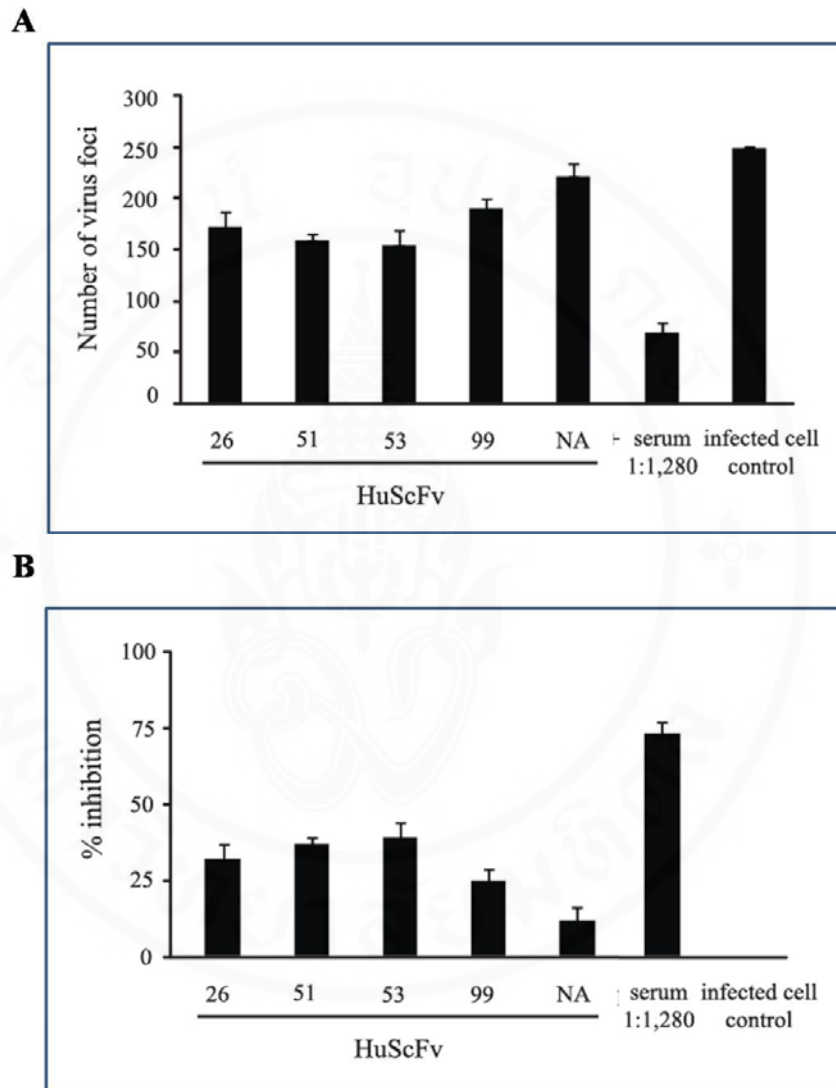 A
Number of virus foci
300
250
200
150
100
50
0
26 51 53 99 NA + serum 1:1,280 infected cell control
HuScFv
B
% inhibition
100
75
50
25
0
26 51 53 99 NA serum 1:1,280 infected cell control
HuScFv